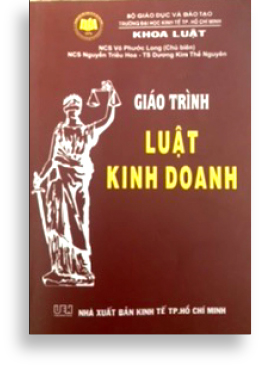 BỘ GIÁO DỤC VÀ ĐÀO TẠO
TRƯỜNG ĐẠI HỌC KINH TẾ TP. HỒ CHÍ MINH
KHOA LUẬT
NCS Võ Phước Long (Chủ biên)
NCS Nguyễn Triều Hoa - TS Dương Kim Thế Nguyên
GIÁO TRÌNH
LUẬT
KINH DOANH
NHÀ XUẤT BẢN KINH TẾ TP.HỒ CHÍ MINH